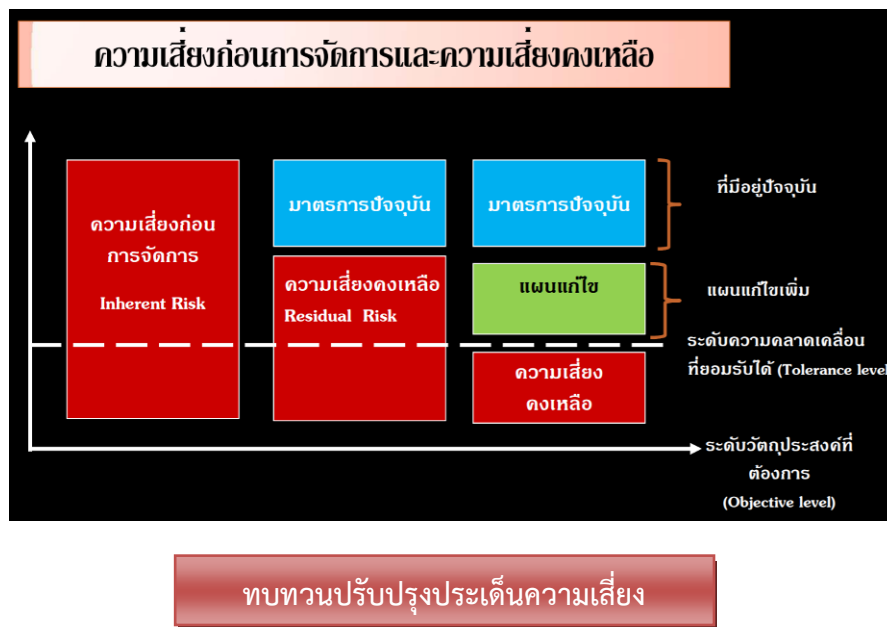 ความเสี่ยงก่อนการจัดการและความเสี่ยงคงเหลือ
ความเสี่ยงก่อน
การจัดการ
Inherent Risk
มาตรการปัจจุบัน
ความเสี่ยงคงเหลือ
Residual Risk
มาตรการปัจจุบัน
แผนแก้ไข
ความเสี่ยง
คงเหลือ
ที่มีอยู่ปัจจุบัน
แผนแก้ไขเพิ่ม
ระดับความคลาดเคลื่อน
ที่ยอมรับได้ (Tolerance level
ระดับวัตถุประสงค์ที่
ต้องการ
(Objective level)
ทบทวนปรับปรุงประเด็นความเสี่ยง